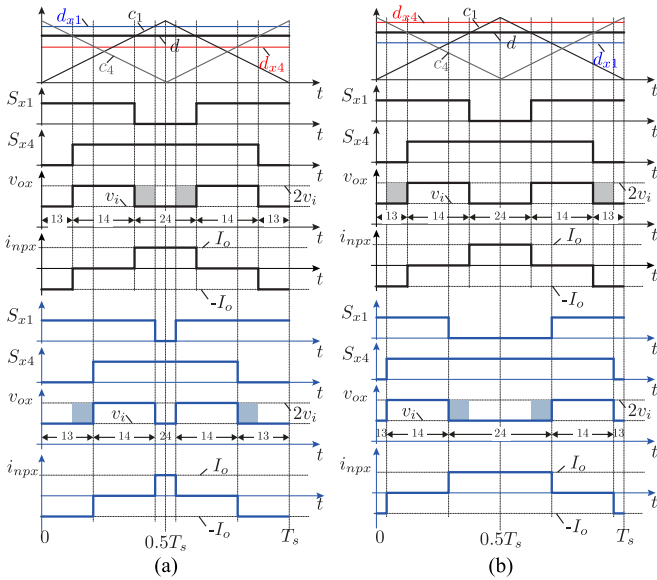 d_{x1}
c_1
d
c_4
d_{x4}
t
S_{x1}
t
S_{x4}
t
v_{ox}
v_i
2v_i
13 14 24 14 13
t
i_{npx}
I_o
t
-I_o
S_{x1}
t
S_{x4}
t
v_{ox}
v_i
2v_i
13 14 24 14 13
t
i_{npx}
I_o
t
-I_o
0 0.5T_s T_s
(a)
d_{x4}
c_1
d
c_4
d_{x1}
t
S_{x1}
t
S_{x4}
t
v_{ox}
v_i
2v_i
13 14 24 14 13
t
i_{npx}
I_o
t
-I_o
S_{x1}
t
S_{x4}
t
v_{ox}
v_i
2v_i
13 14 24 14 13
t
i_{npx}
I_o
t
-I_o
0 0.5T_s T_s
(b)